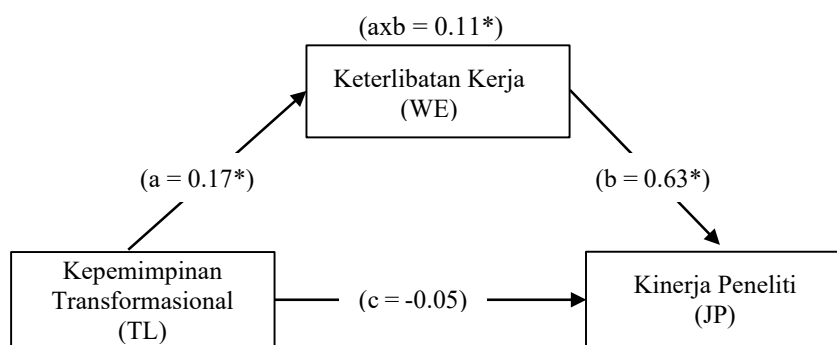 (axb = 0.11*)
Keterlibatan Kerja
(WE)
(a = 0.17*)
(b = 0.63*)
Kepemimpinan
Transformasional
(TL)
(c = -0.05)
Kinerja Peneliti
(JP)